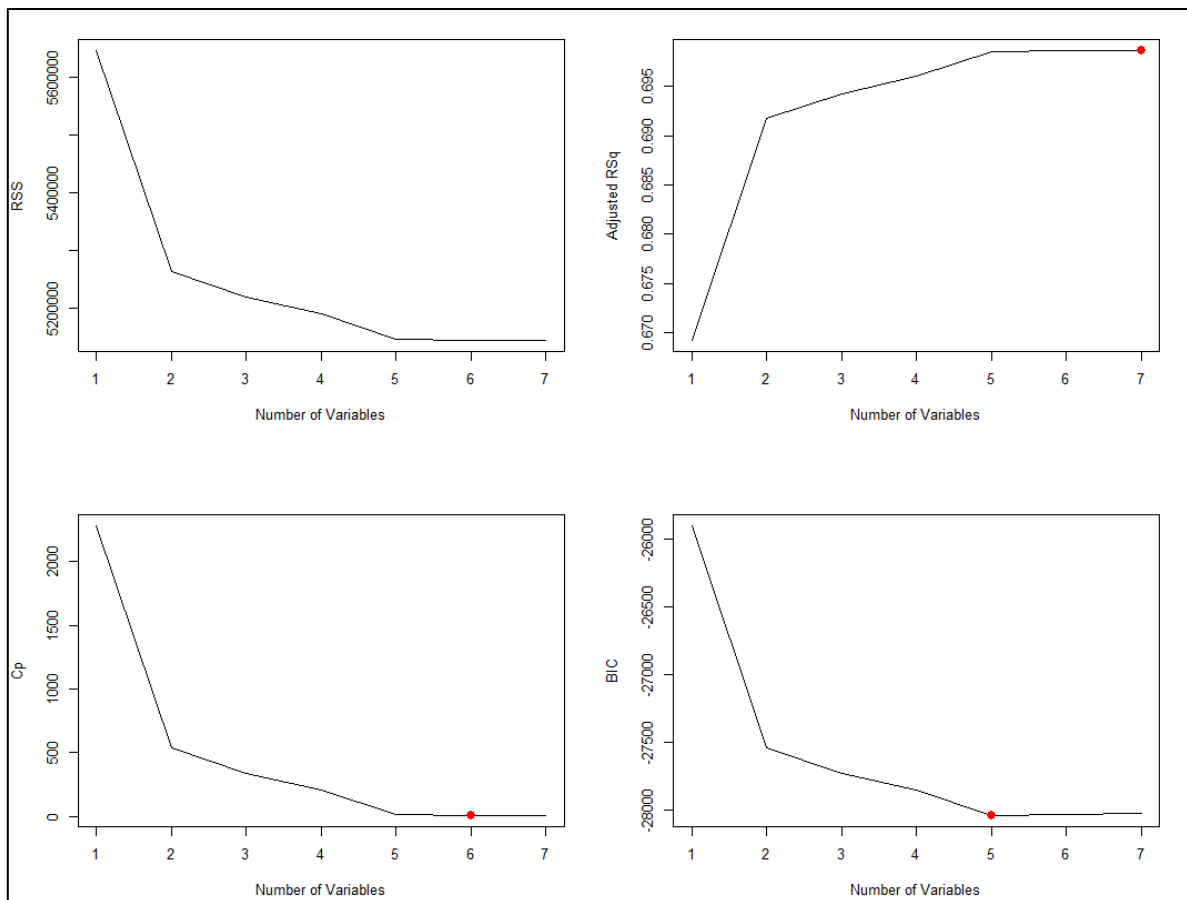 RSS
5600000
5400000
5200000
1 2 3 4 5 6 7
Number of Variables
Adjusted RSq
0.695
0.690
0.685
0.680
0.675
0.670
1 2 3 4 5 6 7
Number of Variables
Cp
2000
1500
1000
500
0
1 2 3 4 5 6 7
Number of Variables
BIC
-26000
-26500
-27000
-27500
-28000
1 2 3 4 5 6 7
Number of Variables